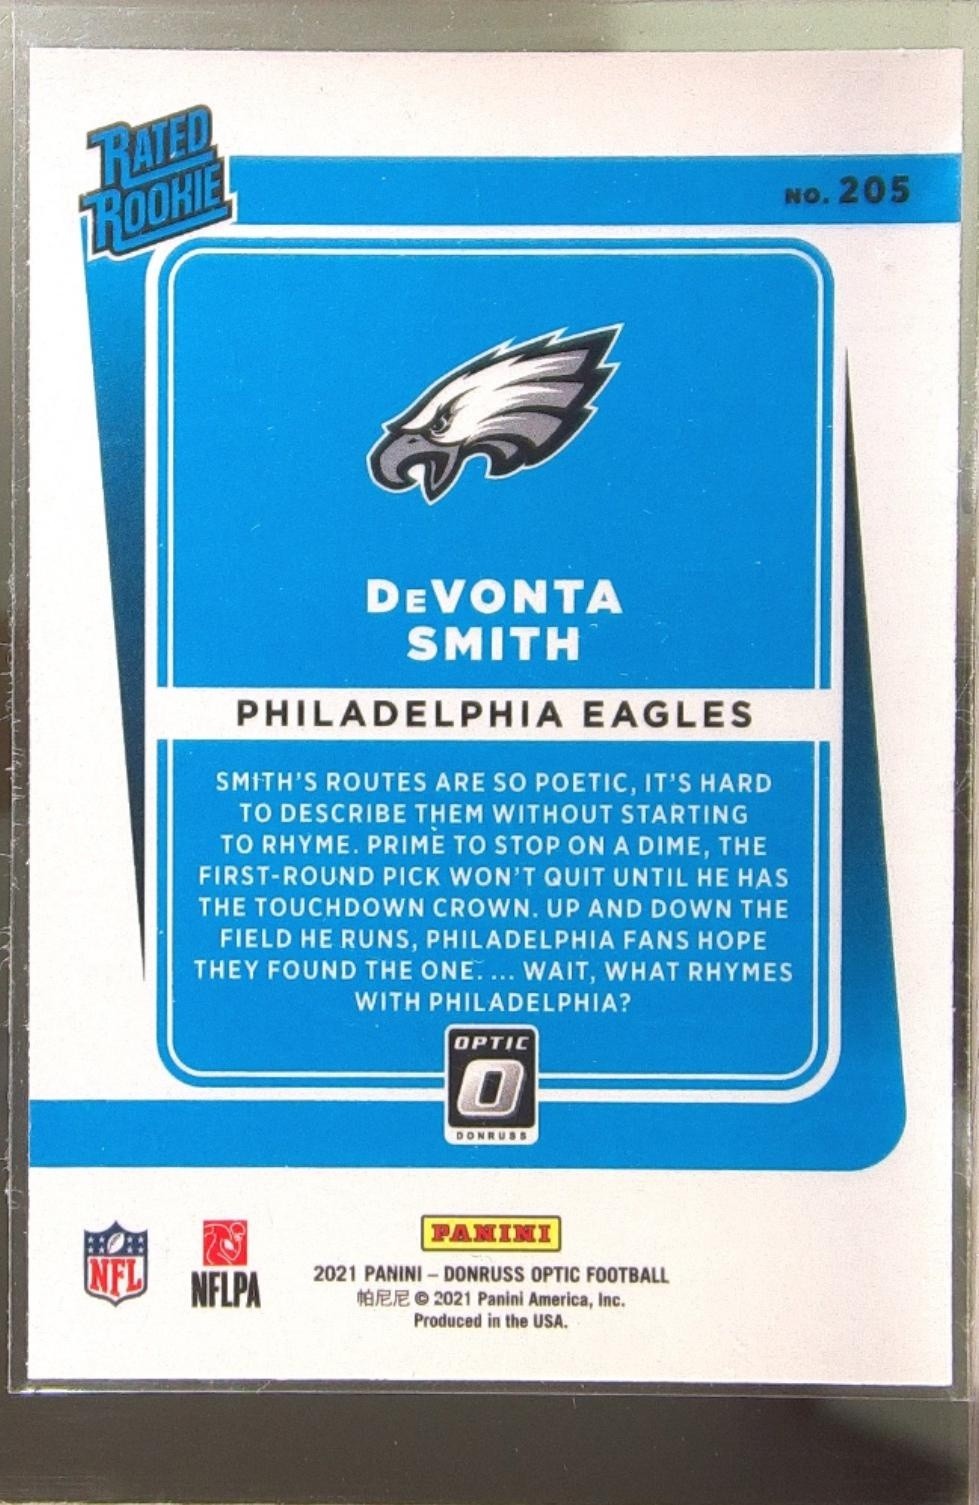 RATED
ROOKIE
NO. 205
DeVONTA
SMITH
PHILADELPHIA EAGLES
SMITH'S ROUTES ARE SO POETIC, IT'S HARD
TO DESCRIBE THEM WITHOUT STARTING
TO RHYME. PRIME TO STOP ON A DIME, THE
FIRST-ROUND PICK WON'T QUIT UNTIL HE HAS
THE TOUCHDOWN CROWN. UP AND DOWN THE
FIELD HE RUNS, PHILADELPHIA FANS HOPE
THEY FOUND THE ONE. ... WAIT, WHAT RHYMES
WITH PHILADELPHIA?
OPTIC
O
DONRUSS
NFL
NFLPA
PANINI
2021 PANINI – DONRUSS OPTIC FOOTBALL
帕尼尼 © 2021 Panini America, Inc.
Produced in the USA.